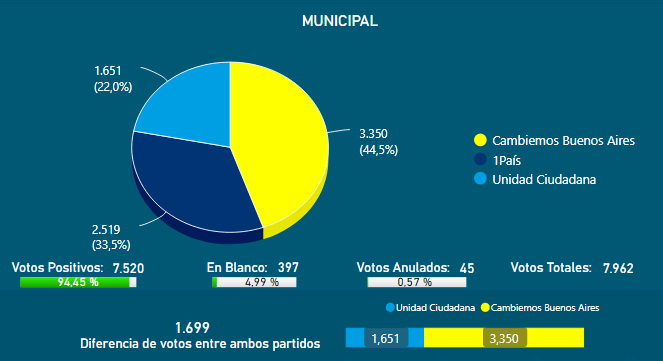 MUNICIPAL
1.651
(22,0%)
3.350
(44,5%)
Cambiemos Buenos Aires
1País
Unidad Ciudadana
2.519
(33,5%)
Votos Positivos: 7.520
94,45 %
En Blanco: 397
4,99 %
Votos Anulados: 45
0,57 %
Votos Totales: 7.962
Unidad Ciudadana Cambiemos Buenos Aires
1.699
Diferencia de votos entre ambos partidos
1,651 3,350